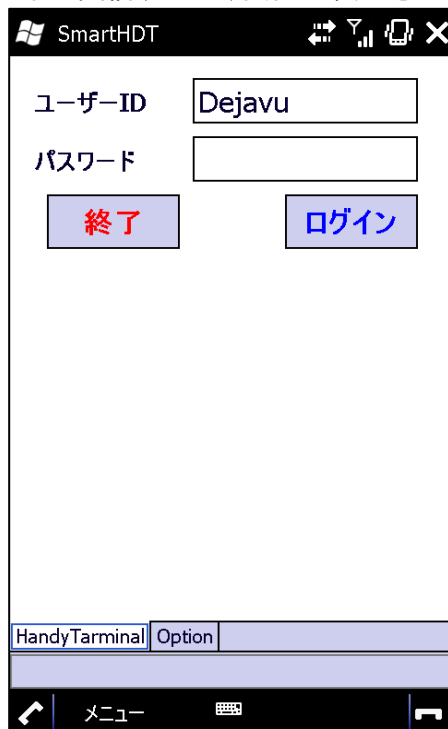 SmartHDT
ユーザーID Dejavu
パスワード
終了 ログイン
HandyTarminal Option
メニュー